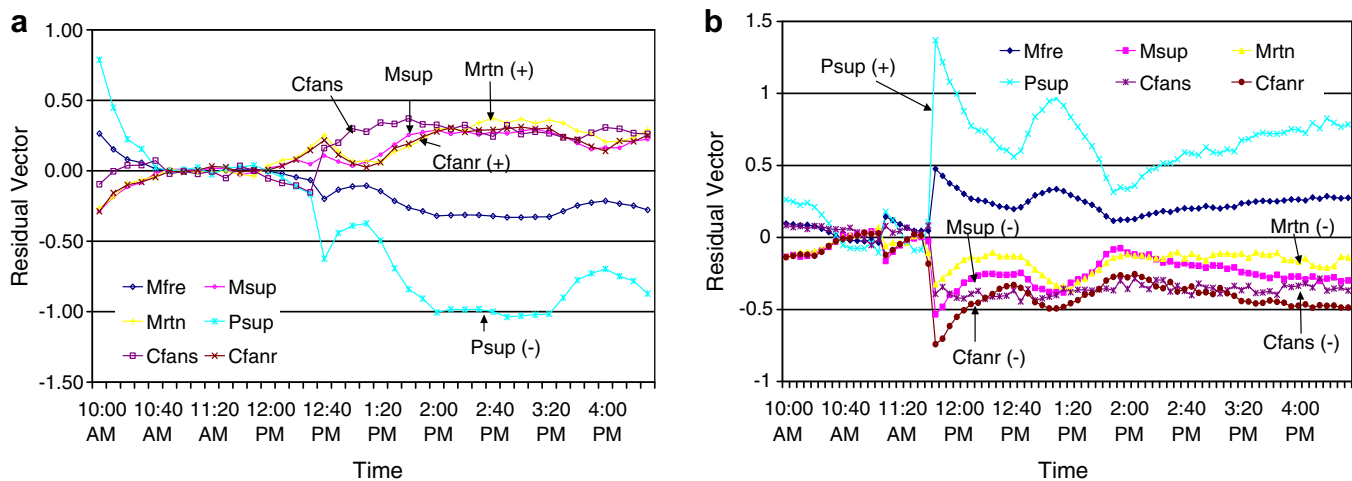 a
1.00
0.50
0.00
-0.50
-1.00
-1.50
Residual Vector
Cfans
Msup
Mrtn (+)
Cfanr (+)
Psup (-)
Mfre Msup
Mrtn Psup
Cfans Cfanr
10:00 10:40 11:20 12:00 12:40 1:20 2:00 2:40 3:20 4:00
AM AM AM PM PM PM PM PM PM PM
Time
b
1.5
1
0.5
0
-0.5
-1
Residual Vector
Mfre Msup Mrtn
Psup Cfans Cfanr
Psup (+)
Msup (-)
Mrtn (-)
Cfanr (-)
Cfans (-)
10:00 10:40 11:20 12:00 12:40 1:20 2:00 2:40 3:20 4:00
AM AM AM PM PM PM PM PM PM PM
Time